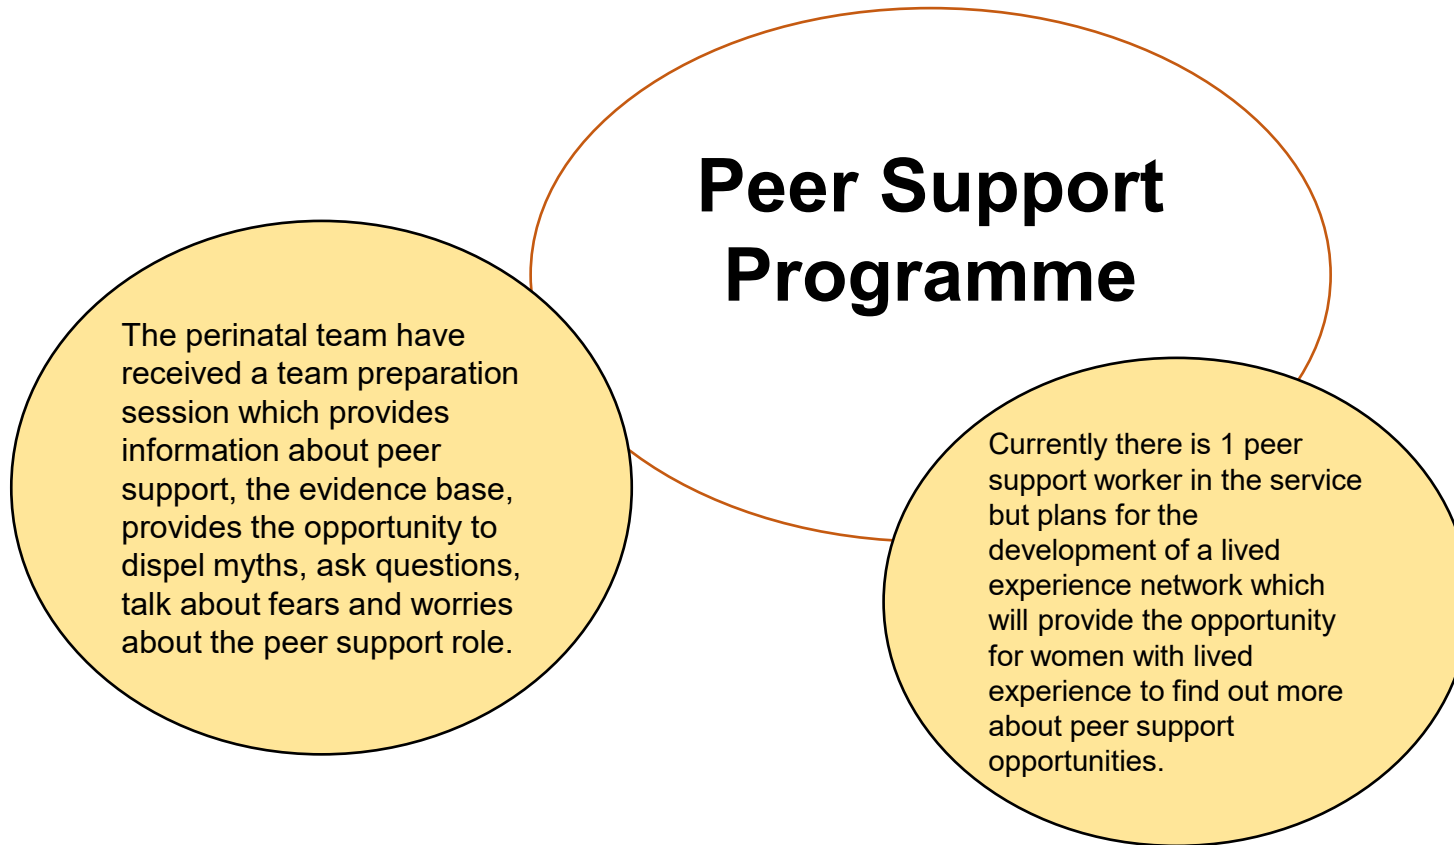 Peer Support
Programme
The perinatal team have
received a team preparation
session which provides
information about peer
support, the evidence base,
provides the opportunity to
dispel myths, ask questions,
talk about fears and worries
about the peer support role.
Currently there is 1 peer
support worker in the service
but plans for the
development of a lived
experience network which
will provide the opportunity
for women with lived
experience to find out more
about peer support
opportunities.